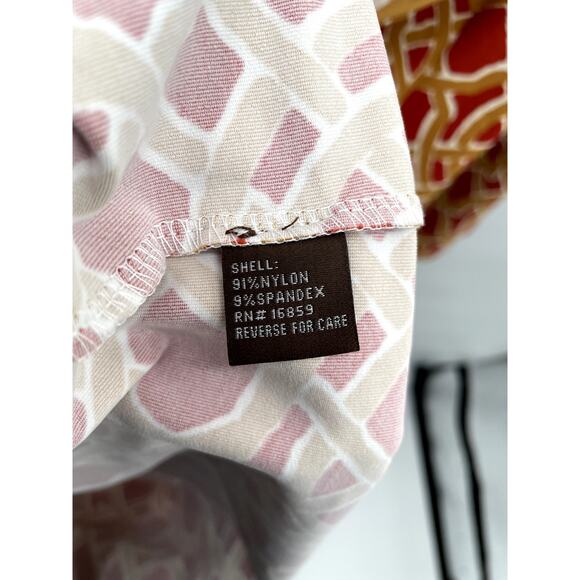 SHELL:
91%NYLON
9%SPANDEX
RN# 16859
REVERSE FOR CARE